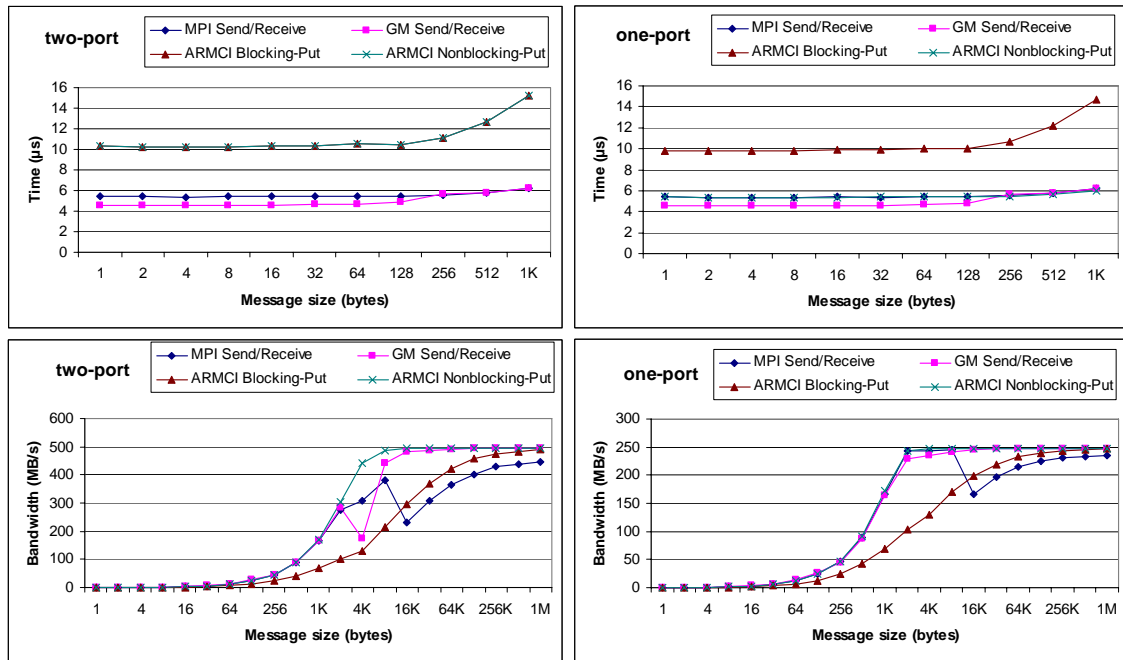 two-port
MPI Send/Receive
GM Send/Receive
ARMCI Blocking-Put
ARMCI Nonblocking-Put
16
14
12
10
8
6
4
2
0
Time (µs)
1 2 4 8 16 32 64 128 256 512 1K
Message size (bytes)
one-port
MPI Send/Receive
GM Send/Receive
ARMCI Blocking-Put
ARMCI Nonblocking-Put
16
14
12
10
8
6
4
2
0
Time (µs)
1 2 4 8 16 32 64 128 256 512 1K
Message size (bytes)
two-port
MPI Send/Receive
GM Send/Receive
ARMCI Blocking-Put
ARMCI Nonblocking-Put
600
500
400
300
200
100
0
Bandwidth (MB/s)
1 4 16 64 256 1K 4K 16K 64K 256K 1M
Message size (bytes)
one-port
MPI Send/Receive
GM Send/Receive
ARMCI Blocking-Put
ARMCI Nonblocking-Put
300
250
200
150
100
50
0
Bandwidth (MB/s)
1 4 16 64 256 1K 4K 16K 64K 256K 1M
Message size (bytes)